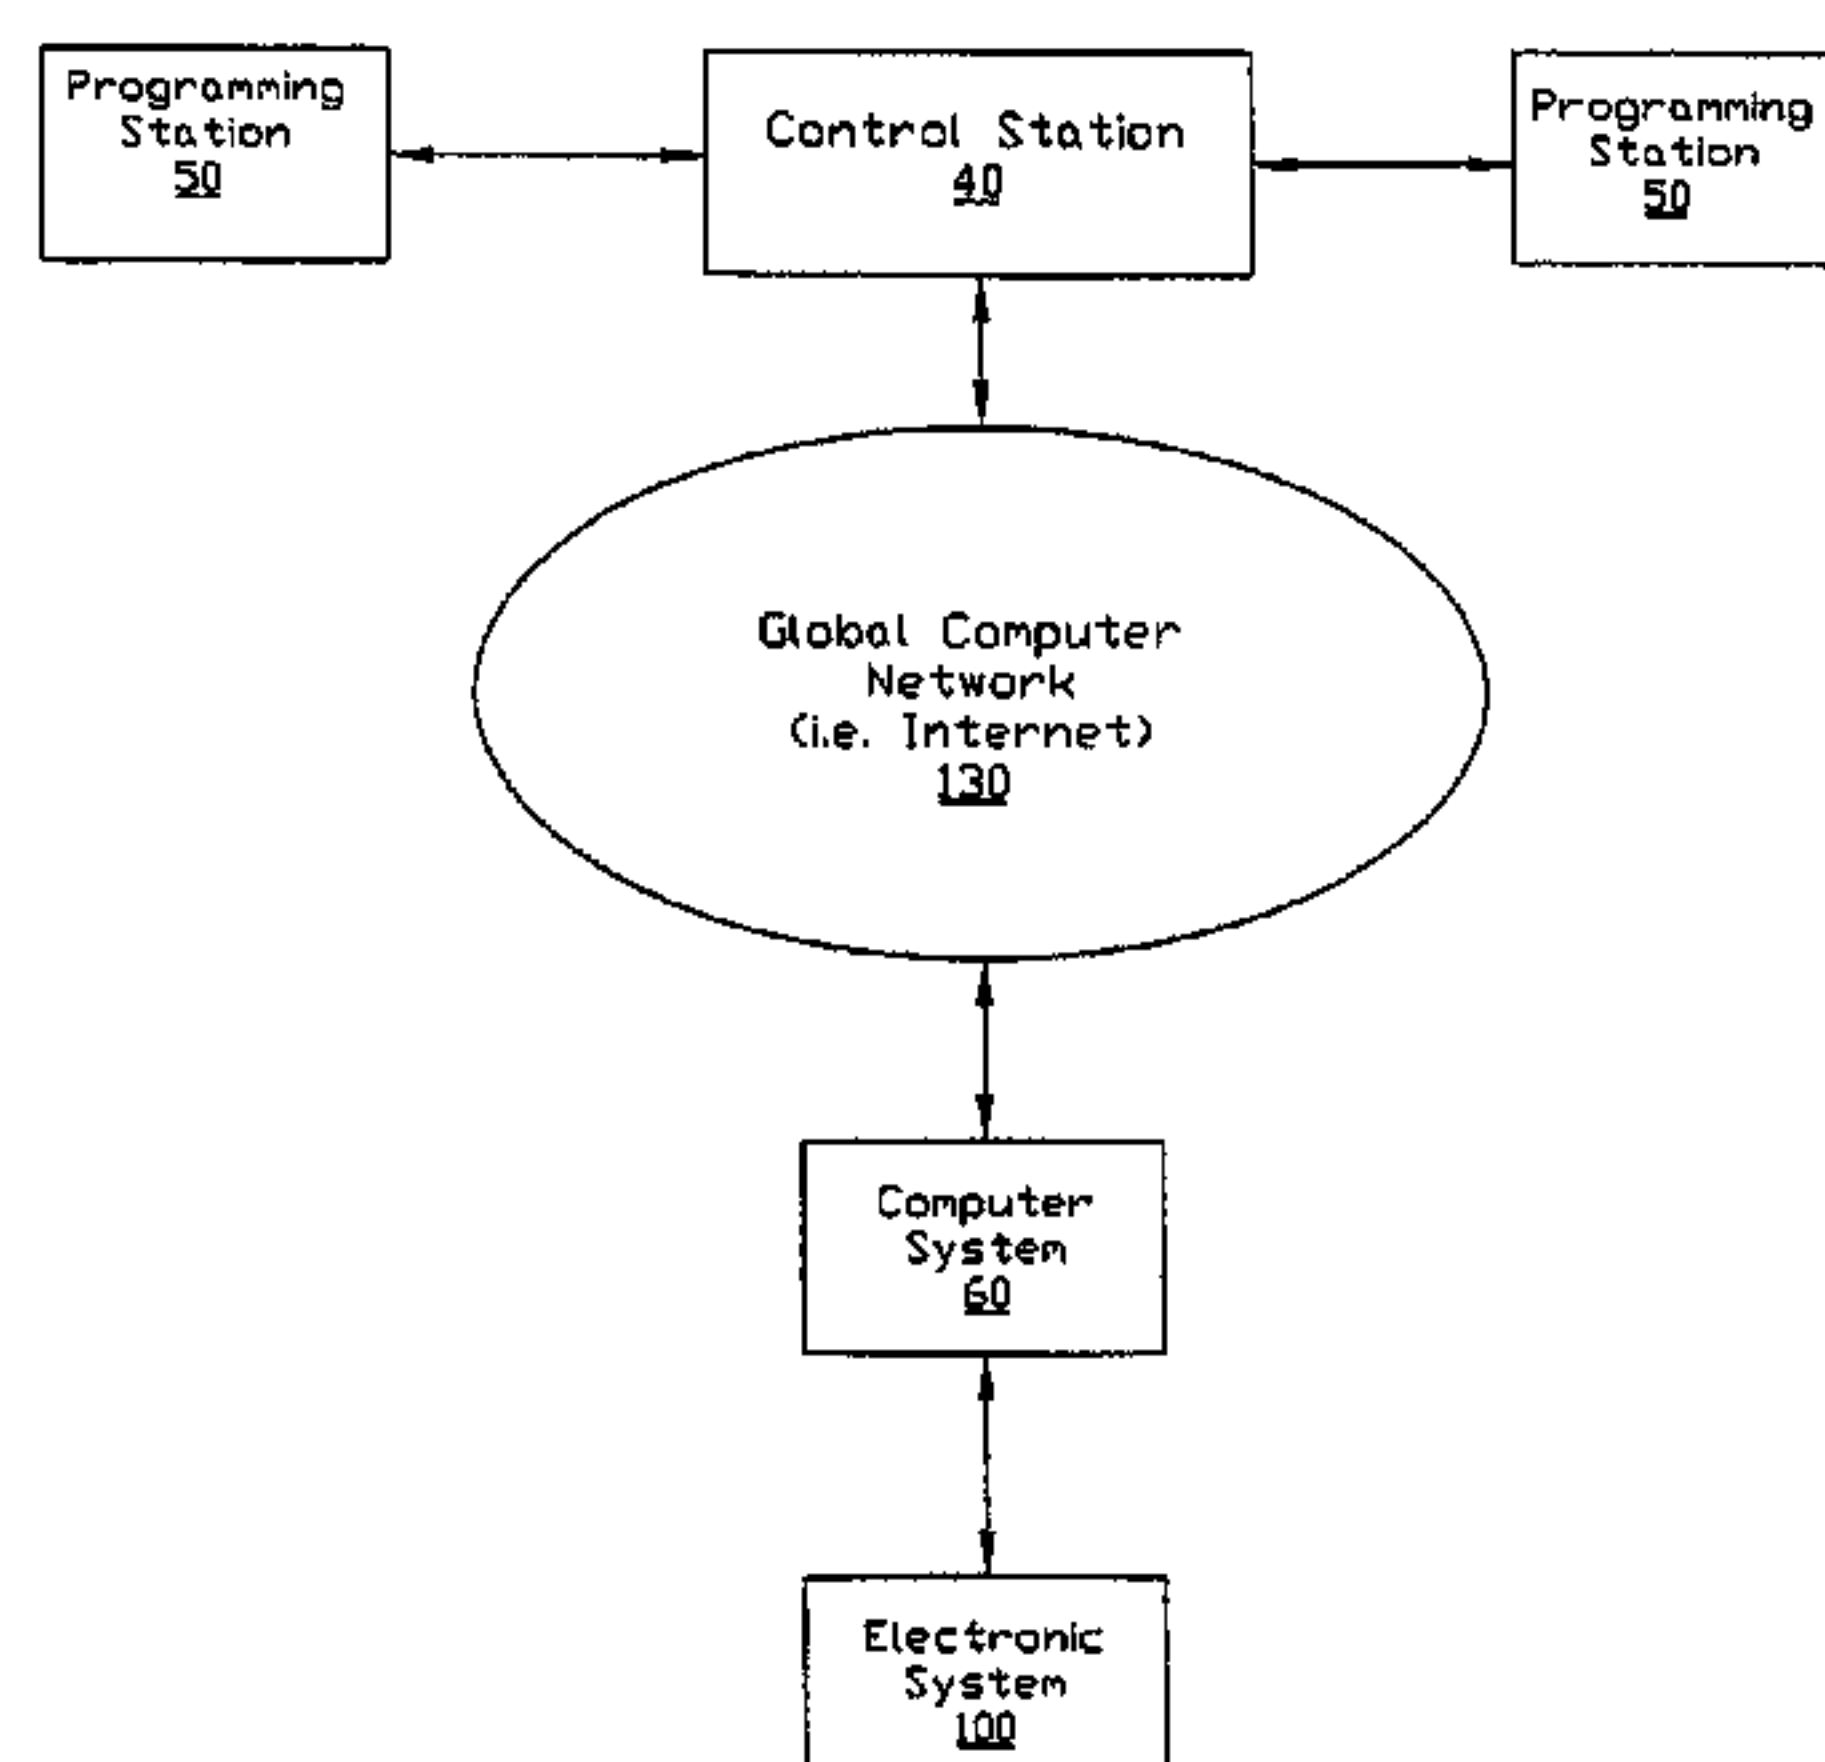 Programming
Station
50
Control Station
40
Programming
Station
50
Global Computer
Network
(i.e. Internet)
130
Computer
System
60
Electronic
System
100